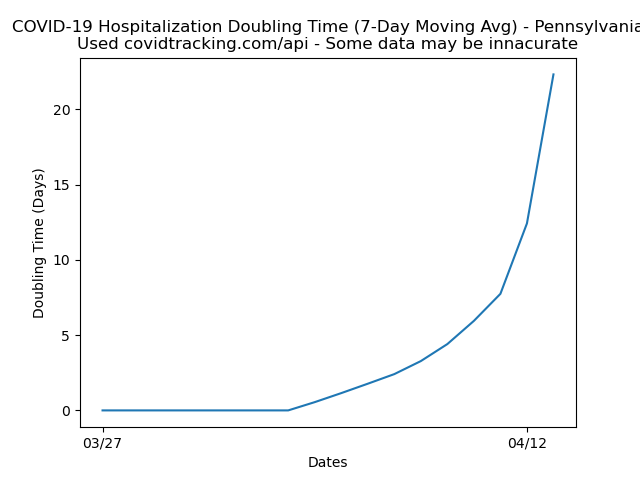 COVID-19 Hospitalization Doubling Time (7-Day Moving Avg) - Pennsylvania
Used covidtracking.com/api - Some data may be innacurate
20
15
10
5
0
Doubling Time (Days)
03/27
04/12
Dates